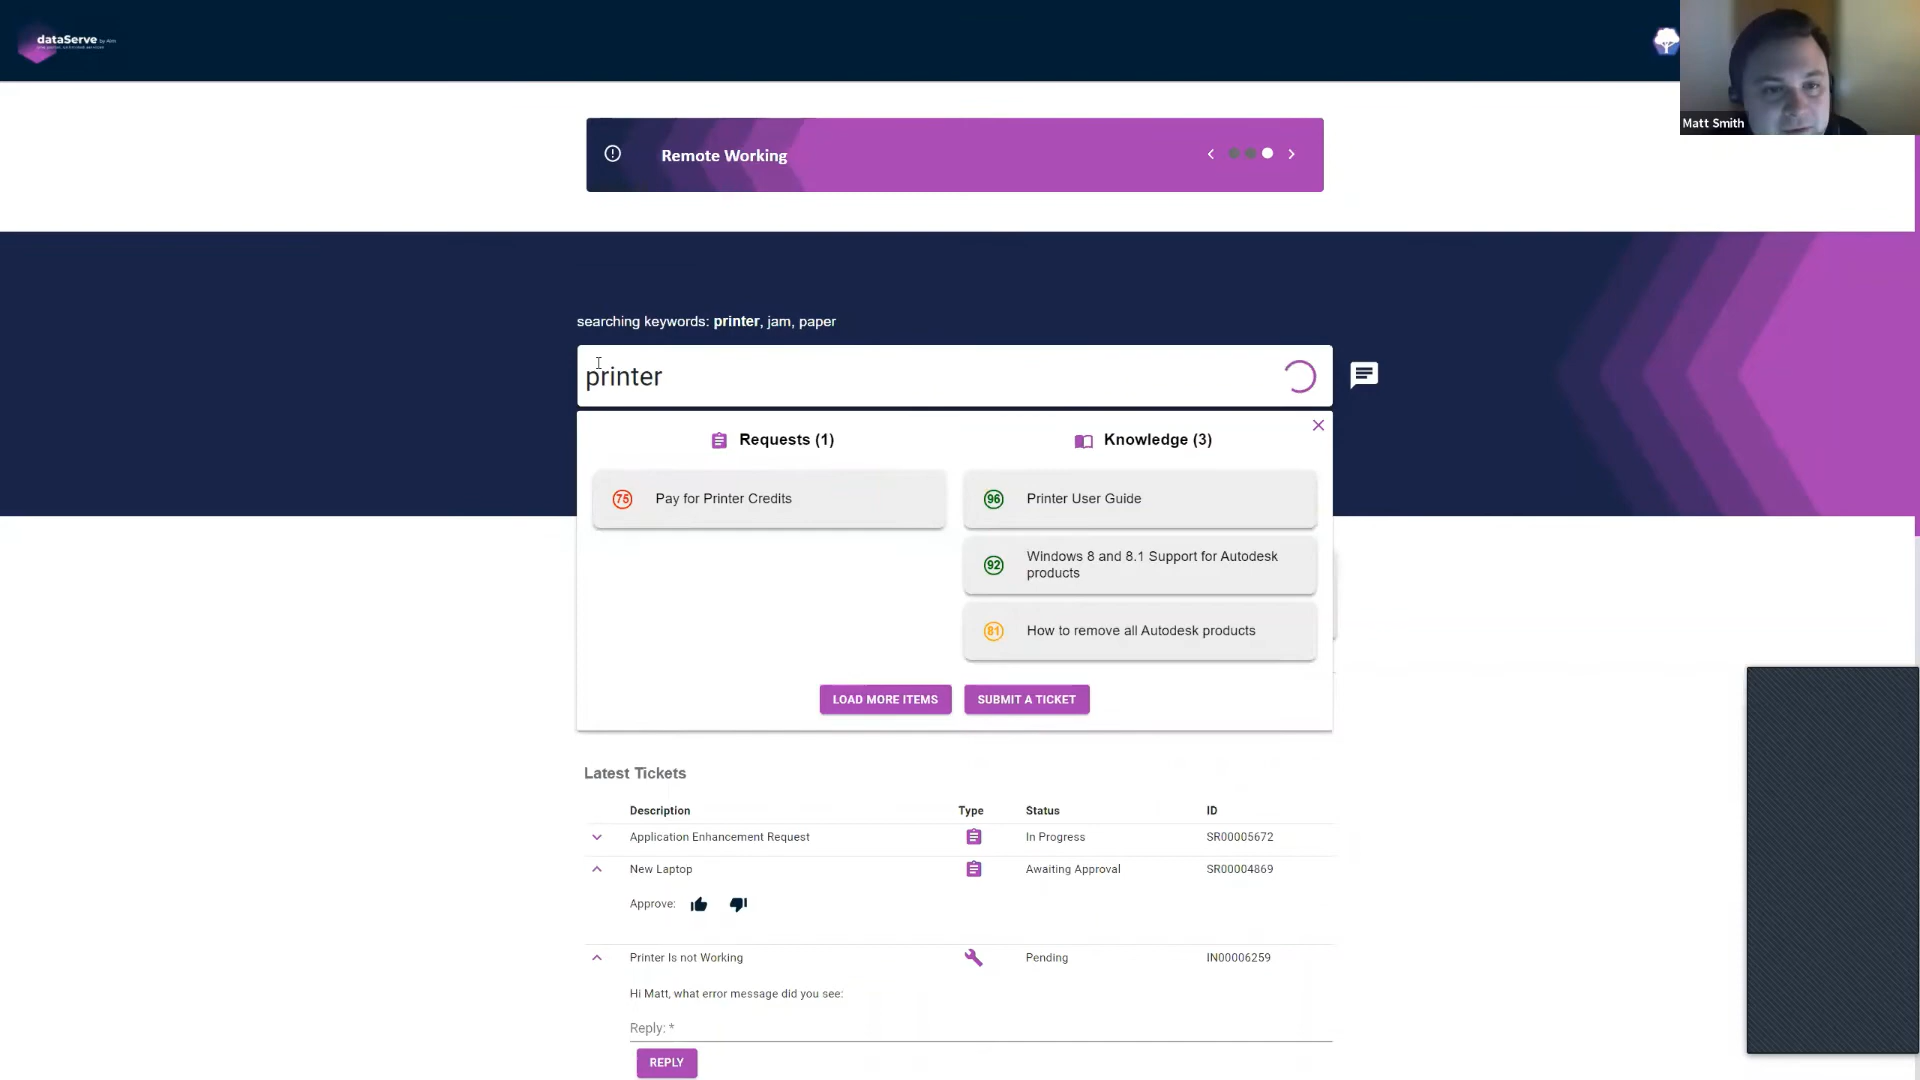 dataServe by Alin
Matt Smith
Remote Working
searching keywords: printer, jam, paper
printer
Requests (1)
Knowledge (3)
75 Pay for Printer Credits
96 Printer User Guide
92 Windows 8 and 8.1 Support for Autodesk
products
81 How to remove all Autodesk products
LOAD MORE ITEMS
SUBMIT A TICKET
Latest Tickets
Description Type Status ID
Application Enhancement Request In Progress SR00005672
New Laptop Awaiting Approval SR00004869
Approve:
Printer Is not Working Pending IN00006259
Hi Matt, what error message did you see:
Reply: *
REPLY